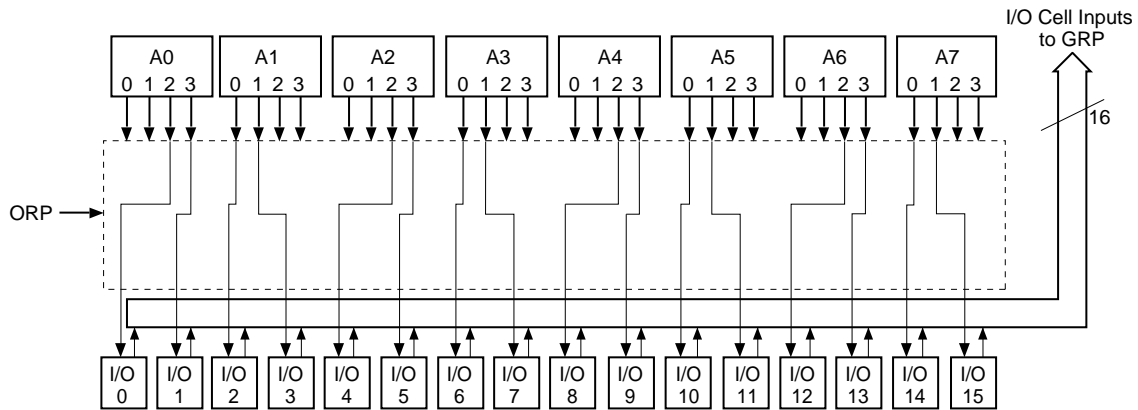 I/O Cell Inputs
to GRP
A0 A1 A2 A3 A4 A5 A6 A7
0 1 2 3 0 1 2 3 0 1 2 3 0 1 2 3 0 1 2 3 0 1 2 3 0 1 2 3 0 1 2 3
16
ORP
I/O I/O I/O I/O I/O I/O I/O I/O I/O I/O I/O I/O I/O I/O I/O I/O
0 1 2 3 4 5 6 7 8 9 10 11 12 13 14 15